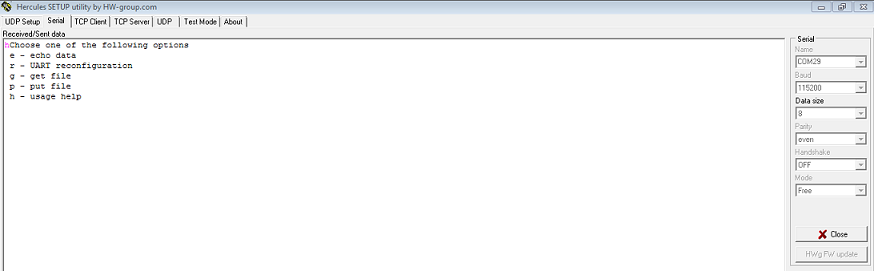 Hercules SETUP utility by HW-group.com
UDP Setup Serial TCP Client TCP Server UDP Test Mode About
Received/Sent data
hChoose one of the following options
e - echo data
r - UART reconfiguration
g - get file
p - put file
h - usage help
Serial
Name
COM29
Baud
115200
Data size
8
Parity
even
Handshake
OFF
Mode
Free
Close
HWg FW update